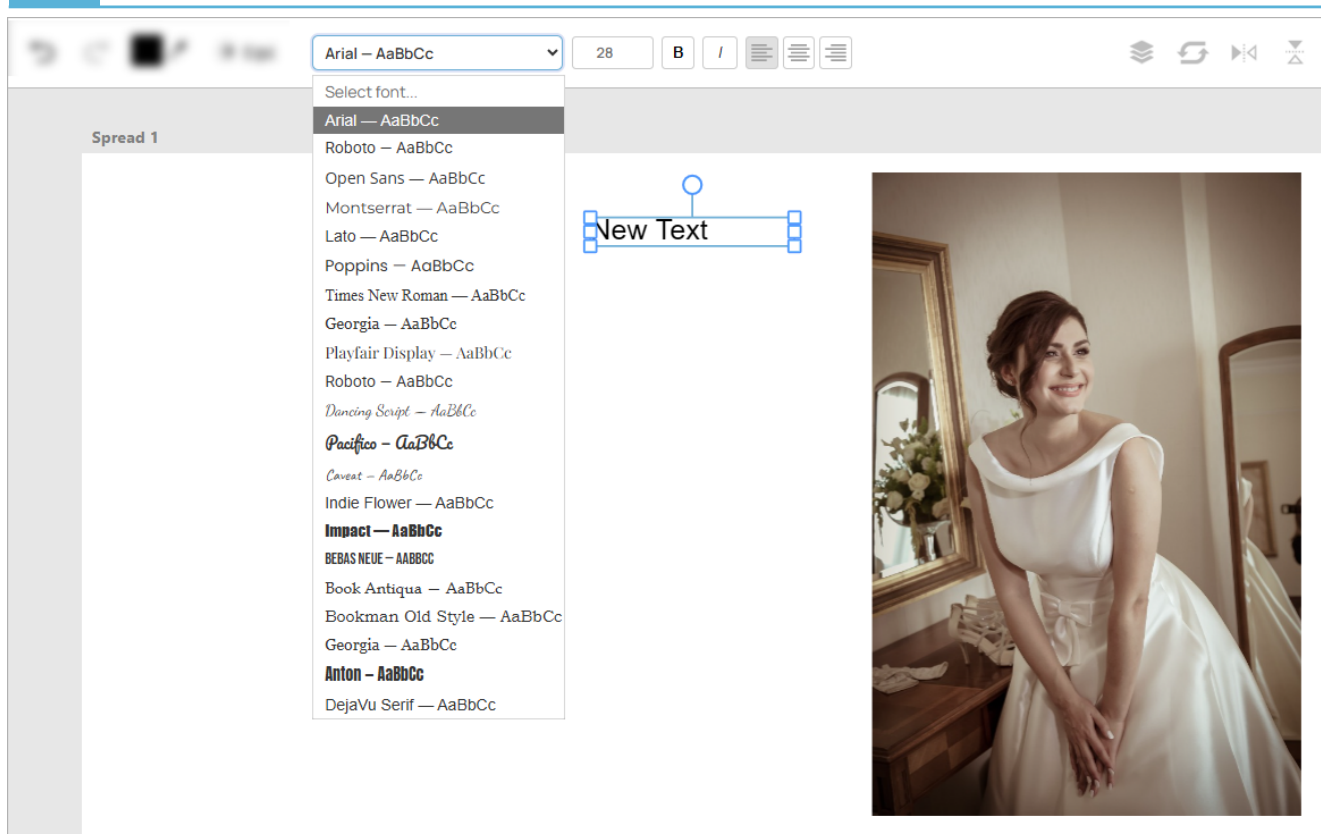 Arial – AaBbCc
28
B
I
Select font...
Arial — AaBbCc
Spread 1
Roboto – AaBbCc
Open Sans — AaBbCc
Montserrat — AaBbCc
New Text
Lato — AaBbCc
Poppins — AaBbCc
Times New Roman — AaBbCc
Georgia — AaBbCc
Playfair Display — AaBbCc
Roboto – AaBbCc
Dancing Script – AaBbCc
Pacifico – AaBbCc
Caveat – AaBbCc
Indie Flower — AaBbCc
Impact — AaBbCc
BEBAS NEUE – AABBCC
Book Antiqua — AaBbCc
Bookman Old Style — AaBbCc
Georgia — AaBbCc
Anton – AaBbCc
DejaVu Serif — AaBbCc